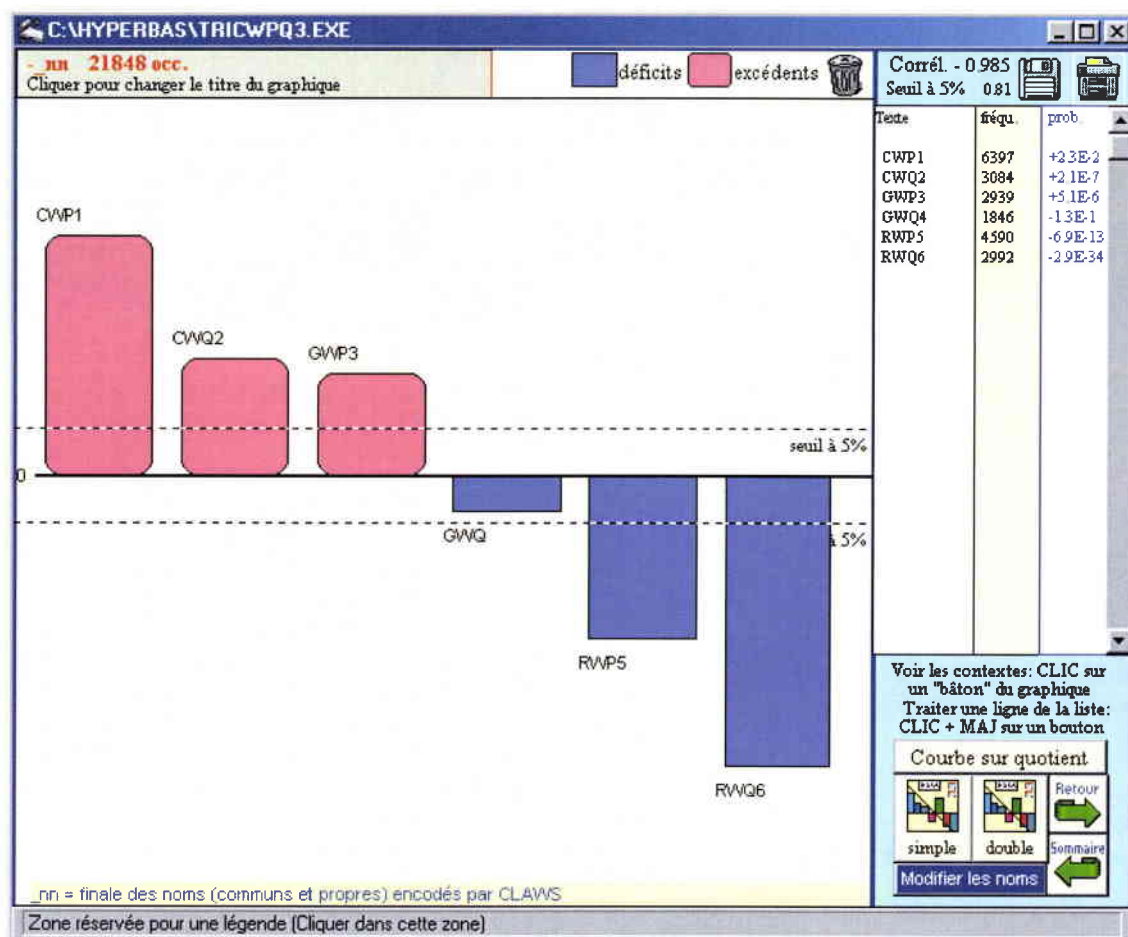 C:\HYPERBAS\TRICWPQ3.EXE
-_nn 21848 occ.
Cliquer pour changer le titre du graphique
déficits
excédents
Corrél. - 0.985
Seuil à 5% 0.81
Texte fréqu. prob.
CWP1 6397 +2.3E-2
CWQ2 3084 +2.1E-7
GWP3 2939 +5.1E-6
GWQ4 1846 -1.3E-1
RWP5 4590 -6.9E-13
RWQ6 2992 -2.9E-34
CWP1
CWQ2
GWP3
seuil à 5%
0
GWQ
à 5%
RWP5
RWQ6
Voir les contextes: CLIC sur
un "bâton" du graphique
Traiter une ligne de la liste:
CLIC + MAJ sur un bouton
Courbe sur quotient
simple
double
Retour
Sommaire
Modifier les noms
_nn = finale des noms (communs et propres) encodés par CLAWS
Zone réservée pour une légende (Cliquer dans cette zone)